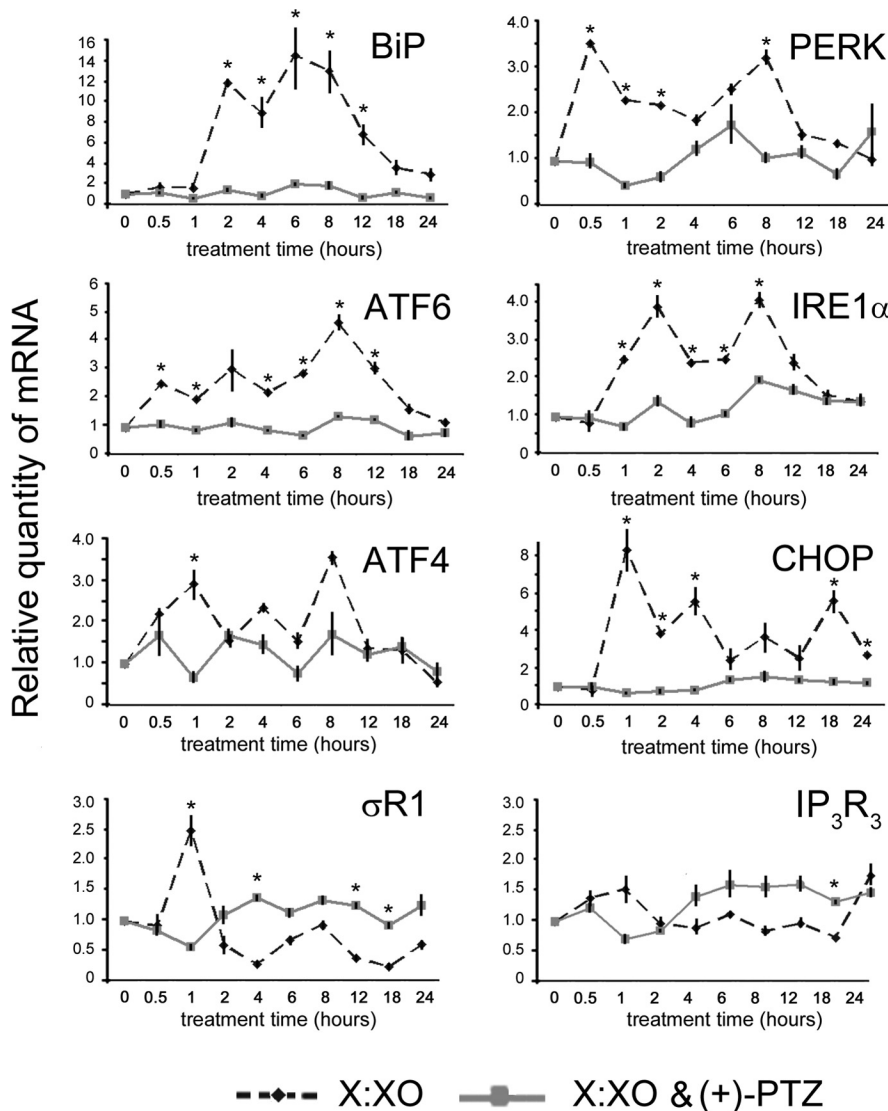 Relative quantity of mRNA
BiP
16
14
12
10
8
6
4
2
0
* * * * *
0 0.5 1 2 4 6 8 12 18 24
treatment time (hours)
PERK
4.0
3.0
2.0
1.0
0
* * * *
0 0.5 1 2 4 6 8 12 18 24
treatment time (hours)
ATF6
6
5
4
3
2
1
0
* * * * * *
0 0.5 1 2 4 6 8 12 18 24
treatment time (hours)
IRE1α
4.0
3.0
2.0
1.0
0
* * * * *
0 0.5 1 2 4 6 8 12 18 24
treatment time (hours)
ATF4
4.0
3.0
2.0
1.0
0
*
0 0.5 1 2 4 6 8 12 18 24
treatment time (hours)
CHOP
8
6
4
2
0
* * * * *
0 0.5 1 2 4 6 8 12 18 24
treatment time (hours)
σR1
3.0
2.5
2.0
1.5
1.0
0.5
0
* * * *
0 0.5 1 2 4 6 8 12 18 24
treatment time (hours)
IP3R3
3.0
2.5
2.0
1.5
1.0
0.5
0
*
0 0.5 1 2 4 6 8 12 18 24
treatment time (hours)
X:XO X:XO & (+)-PTZ